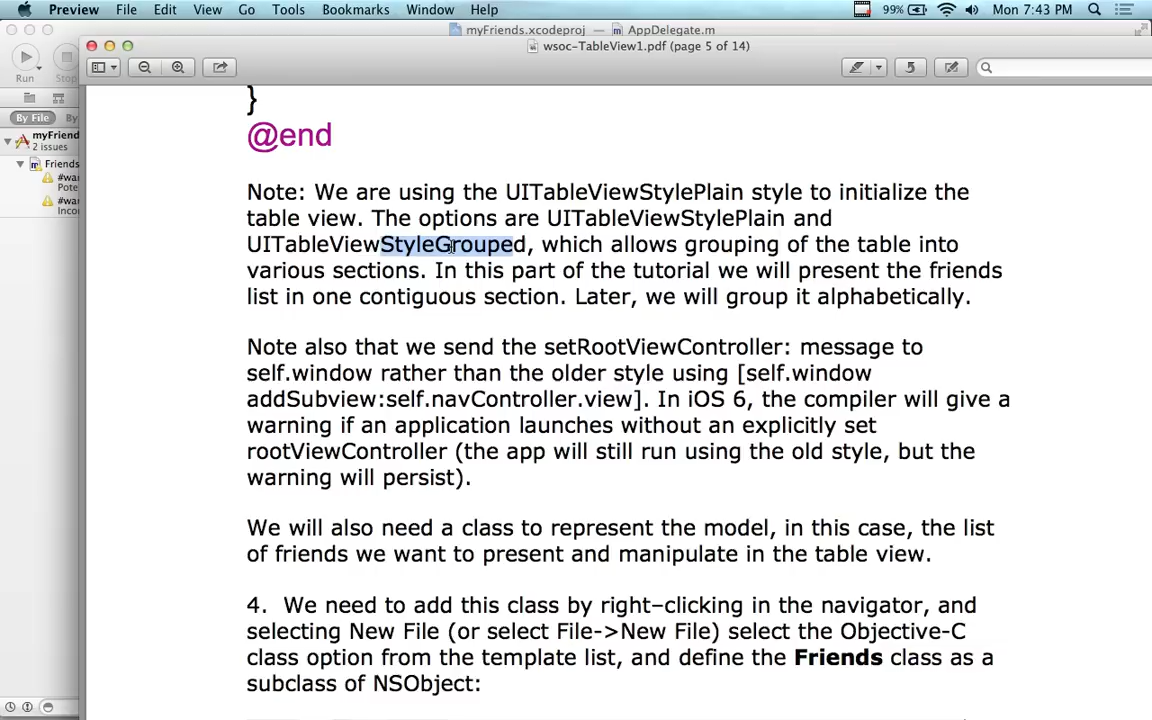 Preview File Edit View Go Tools Bookmarks Window Help 99% Mon 7:43 PM
myFriends.xcodeproj — AppDelegate.m
wsoc-TableView1.pdf (page 5 of 14)
Run Stop
By File By
myFriend
2 issues
Friends
#wa
Pote
#wa
Inco
}
@end
Note: We are using the UITableViewStylePlain style to initialize the
table view. The options are UITableViewStylePlain and
UITableViewStyleGrouped, which allows grouping of the table into
various sections. In this part of the tutorial we will present the friends
list in one contiguous section. Later, we will group it alphabetically.
Note also that we send the setRootViewController: message to
self.window rather than the older style using [self.window
addSubview:self.navController.view]. In iOS 6, the compiler will give a
warning if an application launches without an explicitly set
rootViewController (the app will still run using the old style, but the
warning will persist).
We will also need a class to represent the model, in this case, the list
of friends we want to present and manipulate in the table view.
4. We need to add this class by right–clicking in the navigator, and
selecting New File (or select File->New File) select the Objective-C
class option from the template list, and define the Friends class as a
subclass of NSObject: